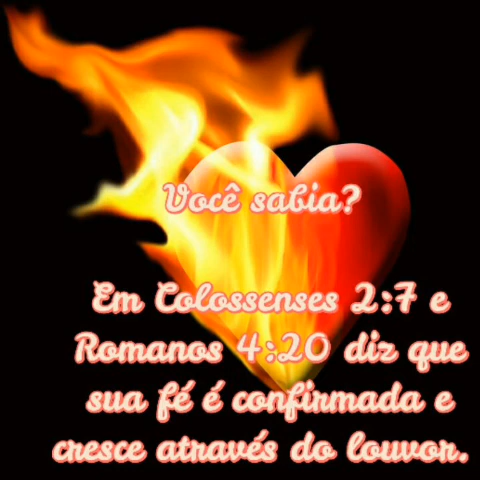 Você sabia?
Em Colossenses 2:7 e
Romanos 4:20 diz que
sua fé é confirmada e
cresce através do louvor.